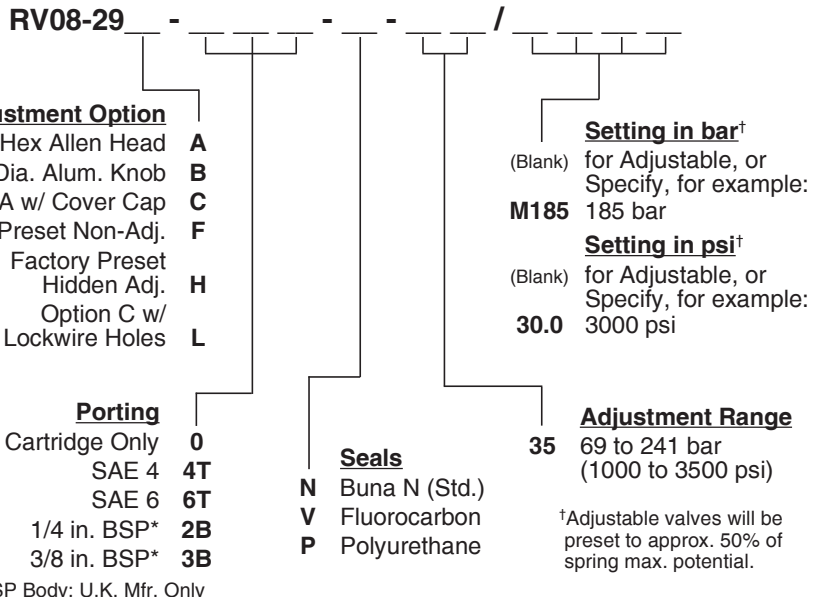 RV08-29__ - __ __ __ - __ - __ __ / __ __ __ __
Hex Allen Head A
Dia. Alum. Knob B
A w/ Cover Cap C
Preset Non-Adj. F
Factory Preset
Hidden Adj. H
Option C w/
Lockwire Holes L
Porting
Cartridge Only 0
SAE 4 4T
SAE 6 6T
1/4 in. BSP* 2B
3/8 in. BSP* 3B
U.K. Mfr. Only
Seals
N Buna N (Std.)
V Fluorocarbon
P Polyurethane
Setting in bar†
(Blank) for Adjustable, or
Specify, for example:
M185 185 bar
Setting in psi†
(Blank) for Adjustable, or
Specify, for example:
30.0 3000 psi
Adjustment Range
35 69 to 241 bar
(1000 to 3500 psi)
†Adjustable valves will be
preset to approx. 50% of
spring max. potential.